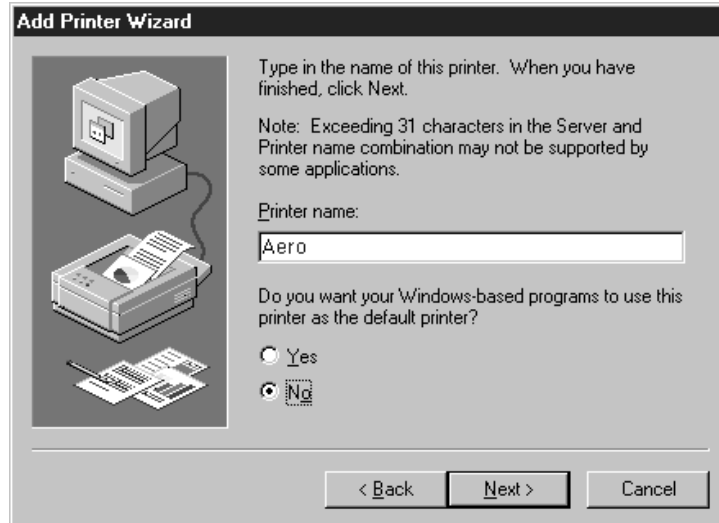 Add Printer Wizard
Type in the name of this printer. When you have
finished, click Next.
Note: Exceeding 31 characters in the Server and
Printer name combination may not be supported by
some applications.
Printer name:
Aero
Do you want your Windows-based programs to use this
printer as the default printer?
Yes
No
< Back Next > Cancel